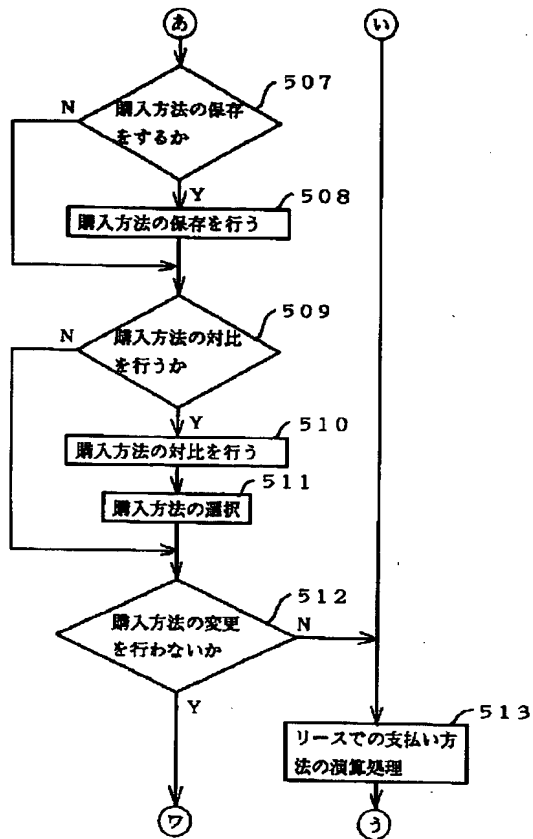 あ
い
507
N
購入方法の保存
をするか
Y
508
購入方法の保存を行う
509
N
購入方法の対比
を行うか
Y
510
購入方法の対比を行う
511
購入方法の選択
512
購入方法の変更
を行わないか
N
Y
513
リースでの支払い方
法の演算処理
ワ
う